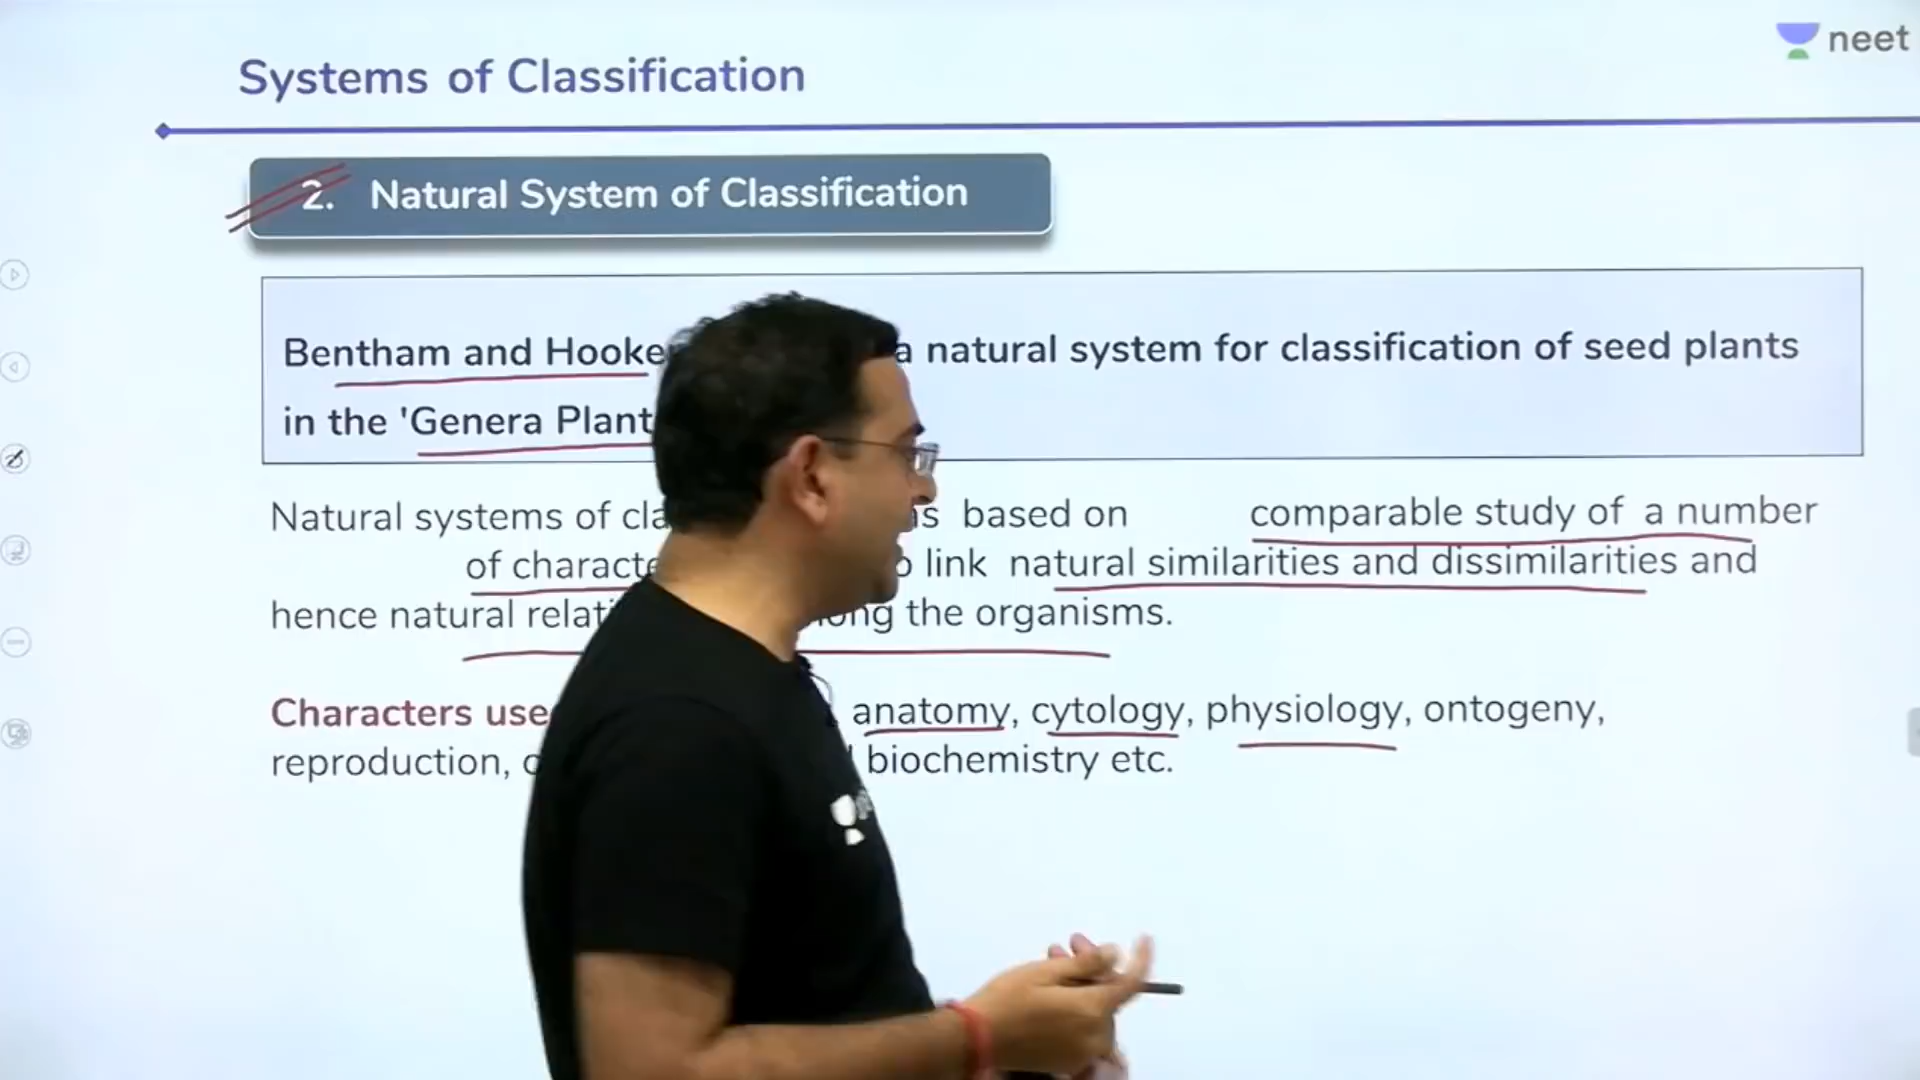 neet
Systems of Classification
2. Natural System of Classification
Bentham and Hooke a natural system for classification of seed plants
in the 'Genera Plant
Natural systems of cla based on comparable study of a number
of characte link natural similarities and dissimilarities and
hence natural relati the organisms.
Characters use anatomy, cytology, physiology, ontogeny,
reproduction, biochemistry etc.